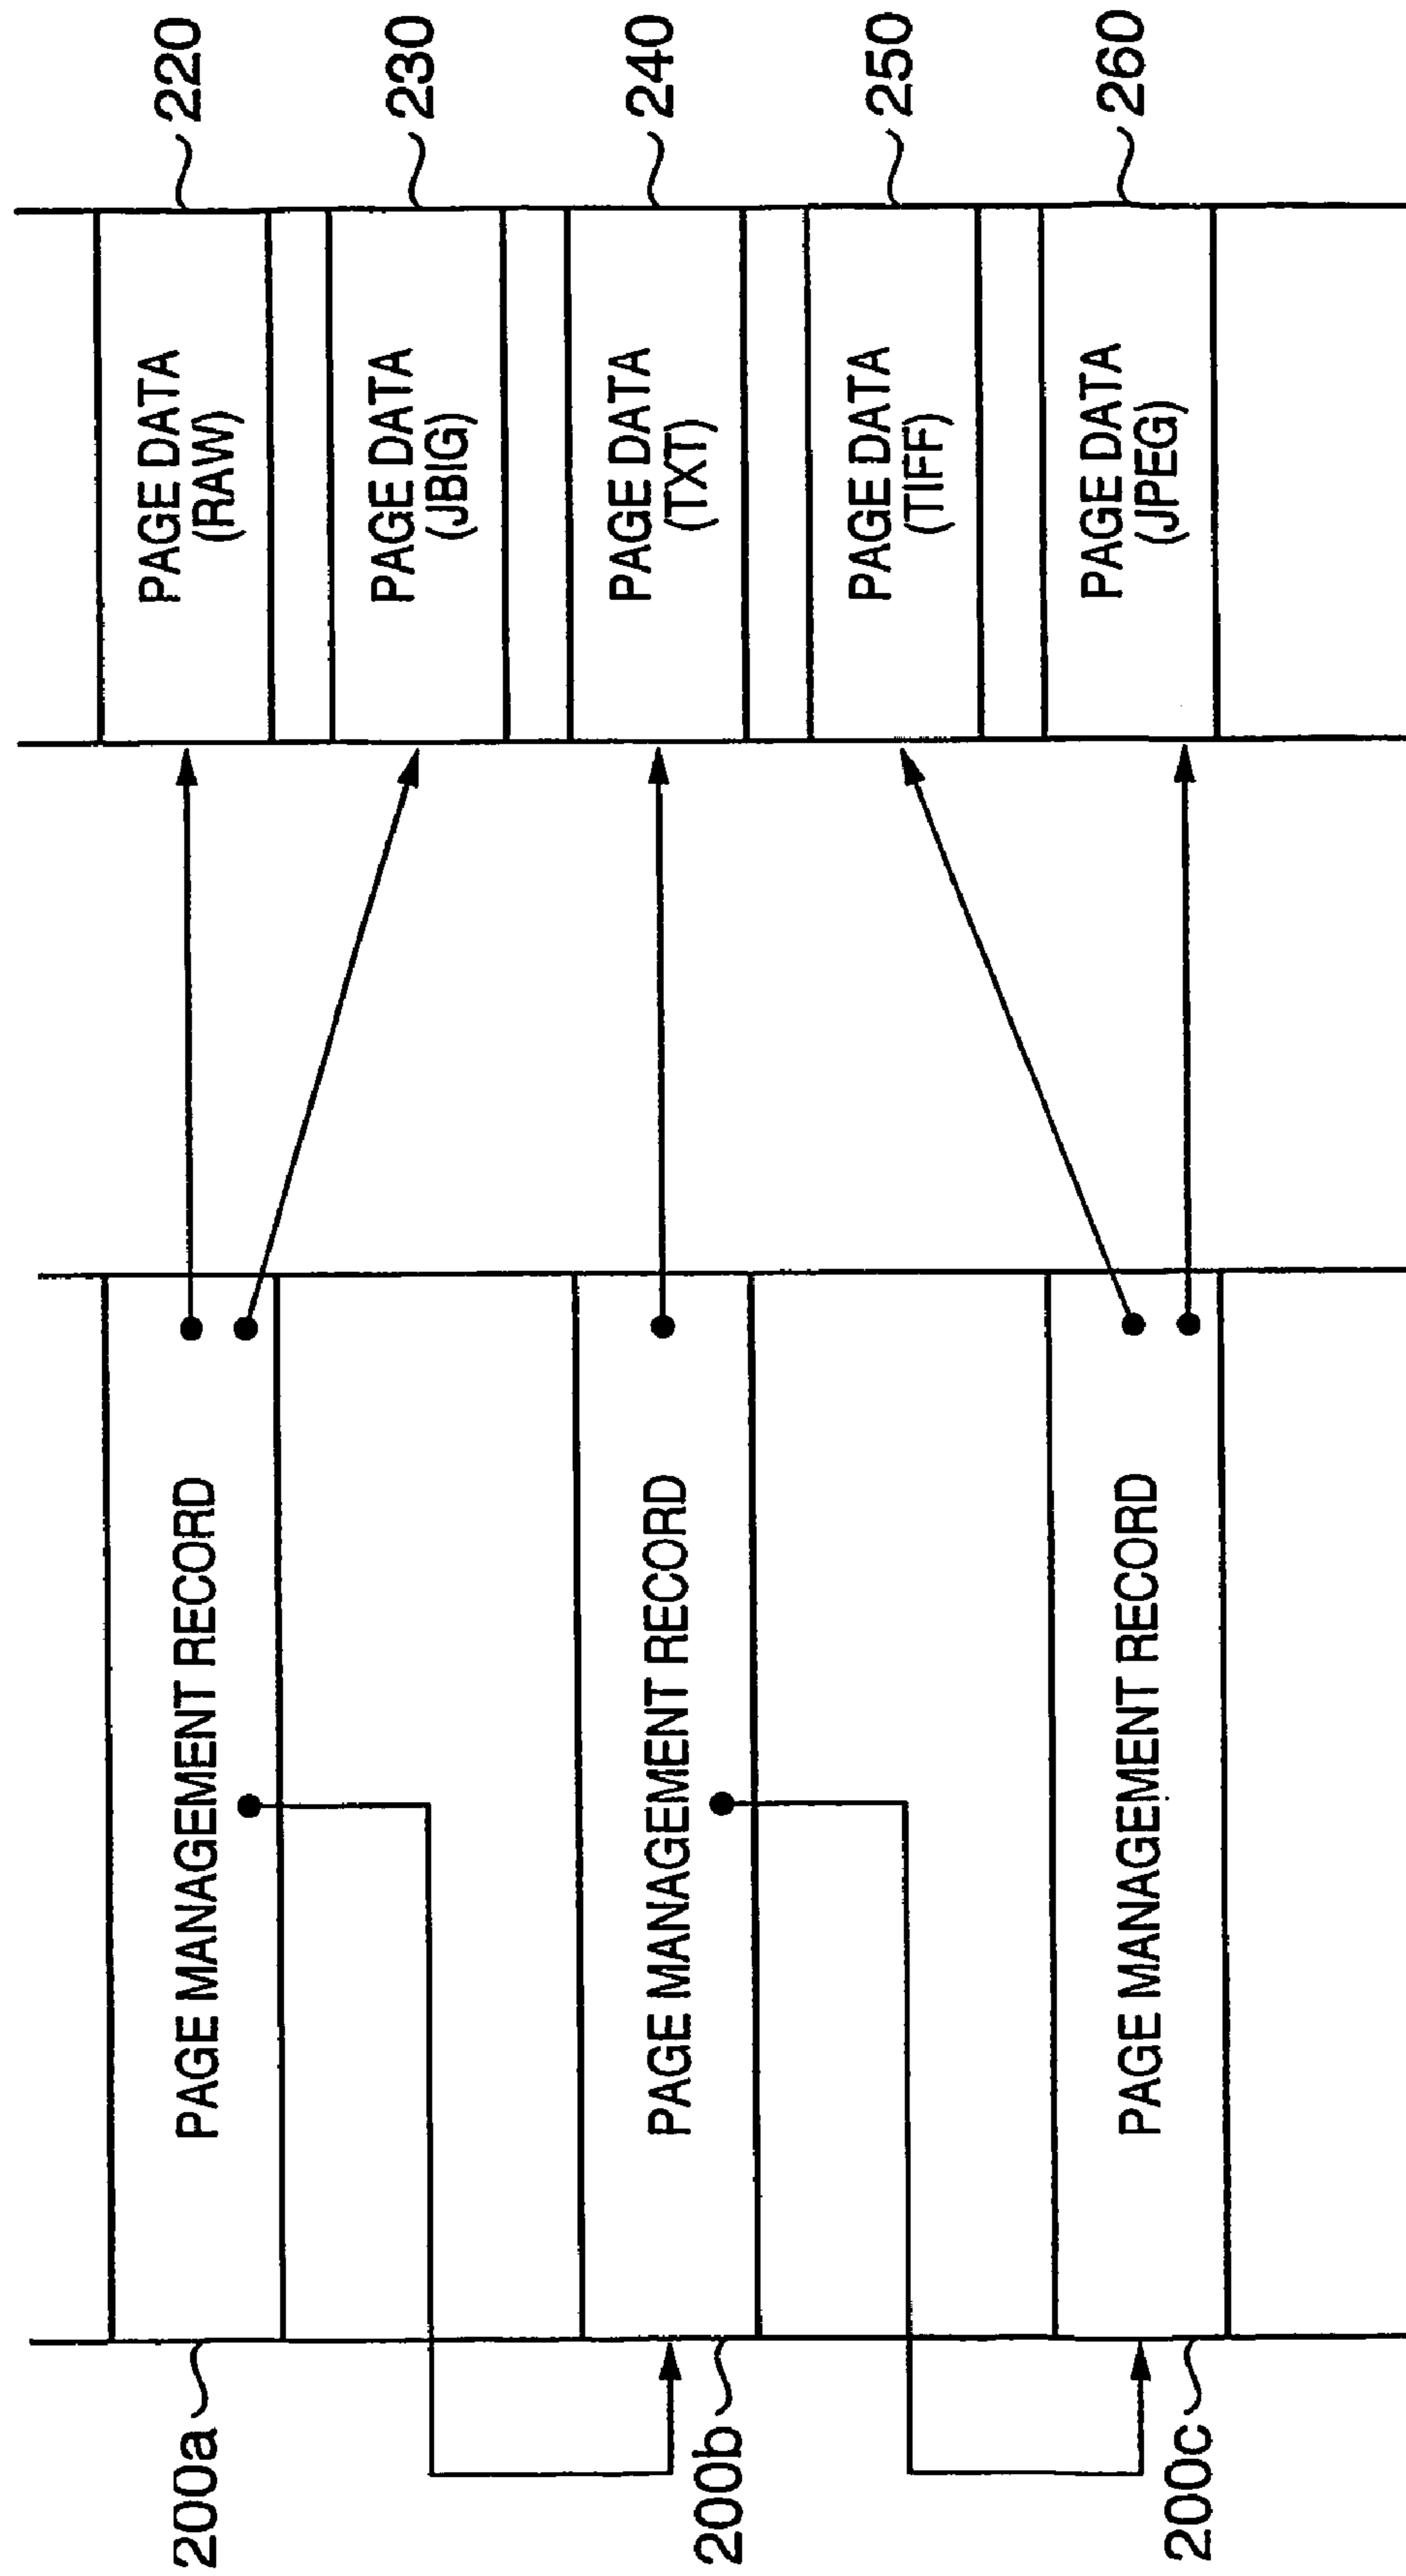 200a
PAGE MANAGEMENT RECORD
200b
PAGE MANAGEMENT RECORD
200c
PAGE MANAGEMENT RECORD
PAGE DATA
(RAW)
220
PAGE DATA
(JBIG)
230
PAGE DATA
(TXT)
240
PAGE DATA
(TIFF)
250
PAGE DATA
(JPEG)
260